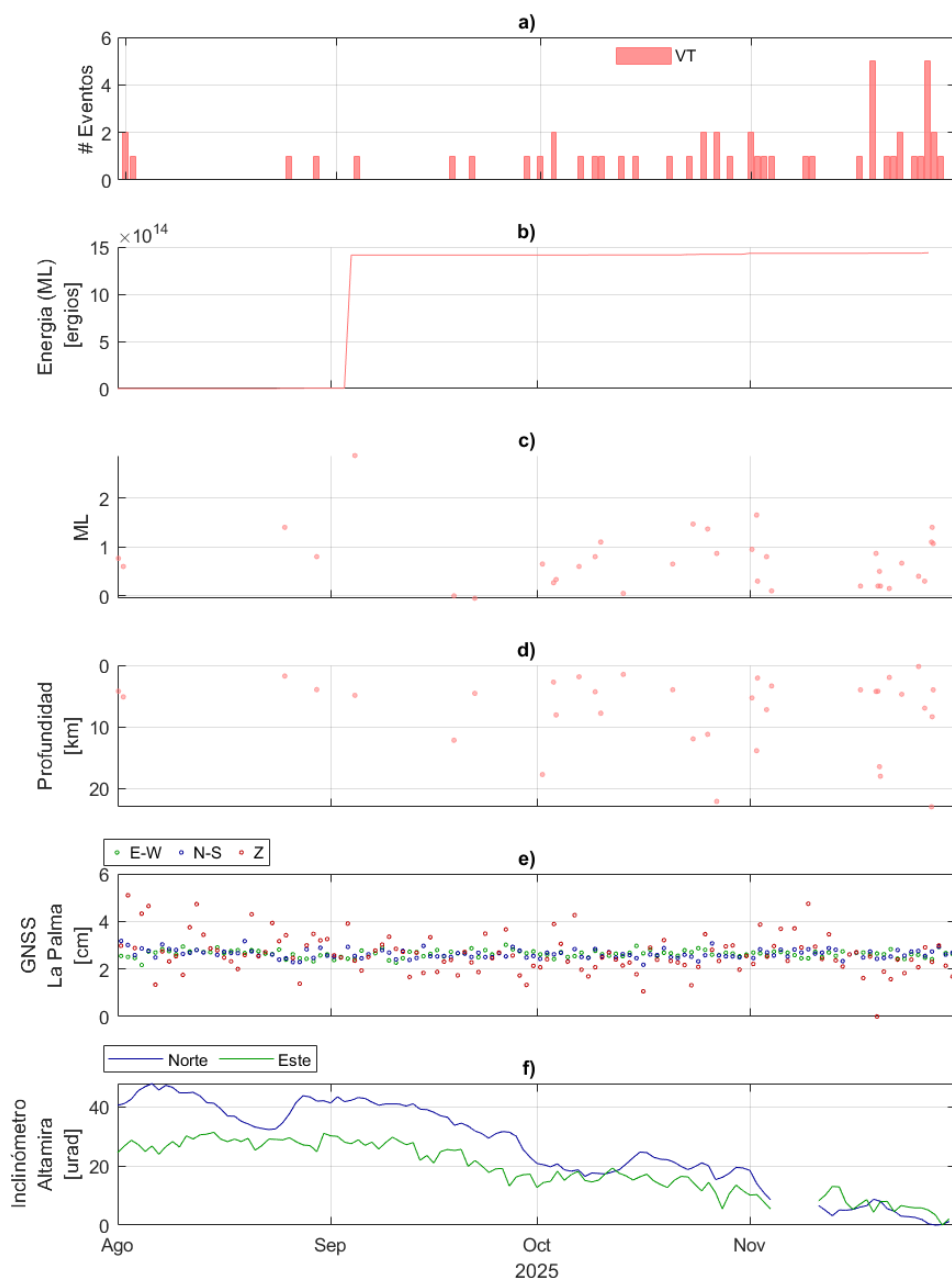 a)
6
4
2
0
# Eventos
VT
b)
×10^14
15
10
5
0
Energia (ML)
[ergios]
c)
2
1
0
ML
d)
0
10
20
Profundidad
[km]
E-W N-S Z
e)
6
4
2
0
GNSS
La Palma
[cm]
Norte Este
f)
40
20
0
Inclinómetro
Altamira
[urad]
Ago Sep Oct Nov
2025